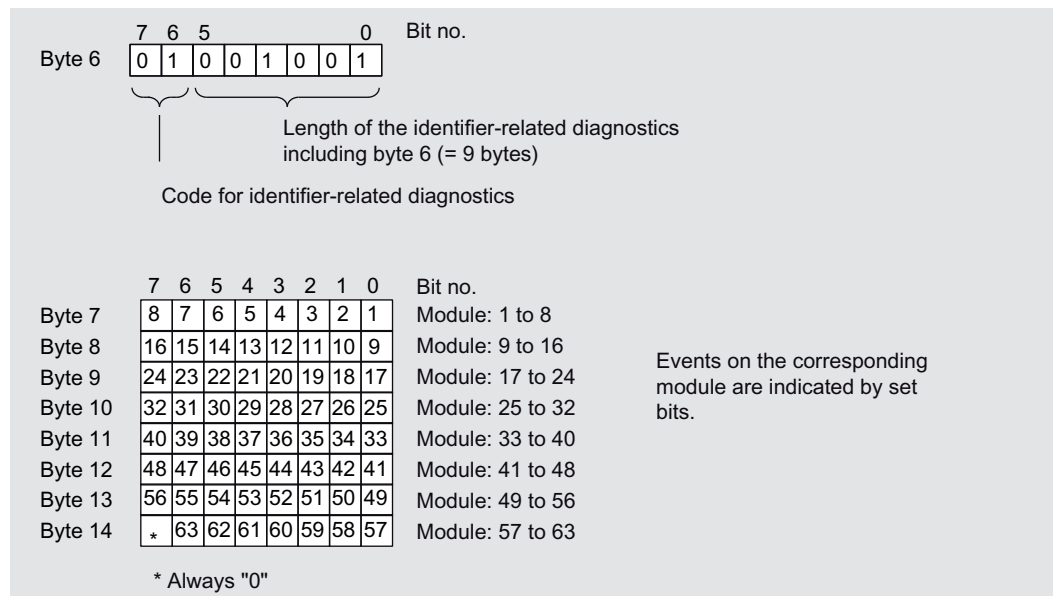 7 6 5 0 Bit no.
Byte 6 0 1 0 0 1 0 0 1
Length of the identifier-related diagnostics
including byte 6 (= 9 bytes)
Code for identifier-related diagnostics
7 6 5 4 3 2 1 0 Bit no.
Byte 7 8 7 6 5 4 3 2 1 Module: 1 to 8
Byte 8 16 15 14 13 12 11 10 9 Module: 9 to 16
Byte 9 24 23 22 21 20 19 18 17 Module: 17 to 24
Byte 10 32 31 30 29 28 27 26 25 Module: 25 to 32
Byte 11 40 39 38 37 36 35 34 33 Module: 33 to 40
Byte 12 48 47 46 45 44 43 42 41 Module: 41 to 48
Byte 13 56 55 54 53 52 51 50 49 Module: 49 to 56
Byte 14 * 63 62 61 60 59 58 57 Module: 57 to 63
Events on the corresponding
module are indicated by set
bits.
* Always "0"